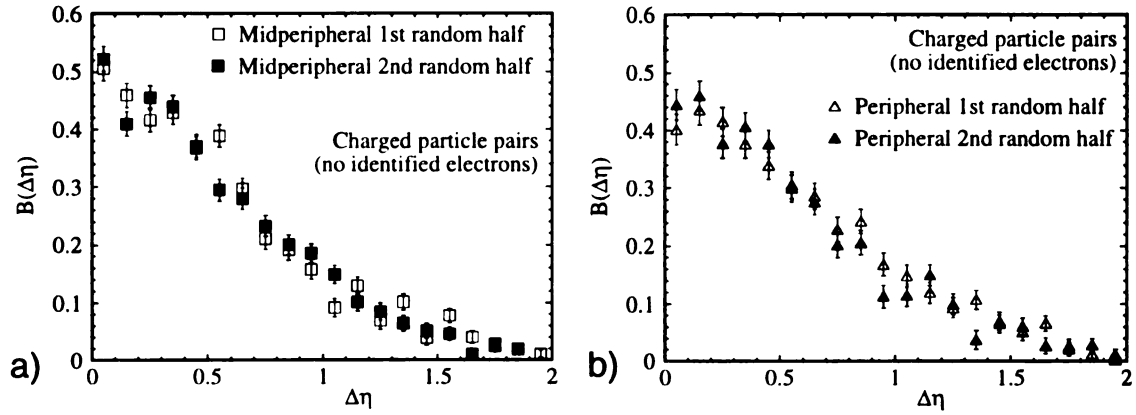 0.6
0.5
0.4
0.3
0.2
0.1
0
B(Δη)
Midperipheral 1st random half
Midperipheral 2nd random half
Charged particle pairs
(no identified electrons)
0 0.5 1 1.5 2
Δη
a)
0.6
0.5
0.4
0.3
0.2
0.1
0
B(Δη)
Charged particle pairs
(no identified electrons)
Peripheral 1st random half
Peripheral 2nd random half
0 0.5 1 1.5 2
Δη
b)